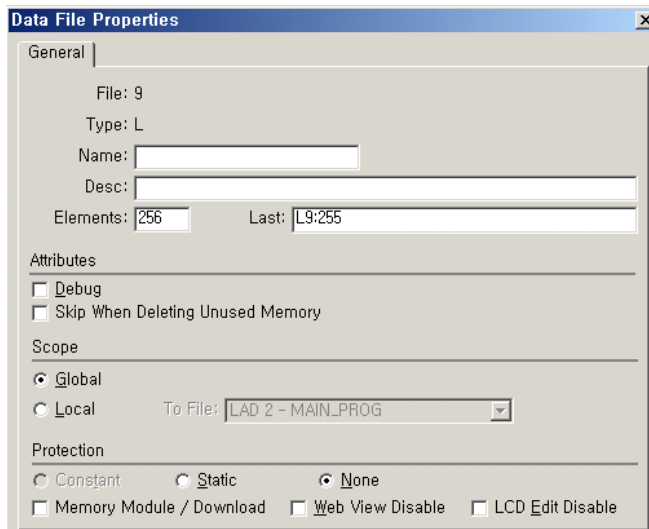 Data File Properties
General
File: 9
Type: L
Name:
Desc:
Elements: 256 Last: L9:255
Attributes
Debug
Skip When Deleting Unused Memory
Scope
Global
Local To File: LAD 2 - MAIN_PROG
Protection
Constant Static None
Memory Module / Download Web View Disable LCD Edit Disable